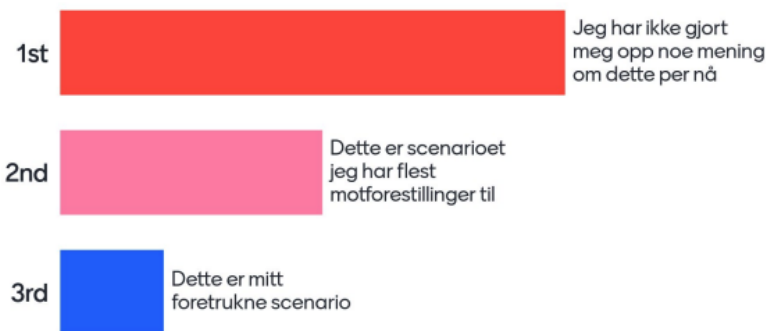 1st
Jeg har ikke gjort
meg opp noe mening
om dette per nå
2nd
Dette er scenarioet
jeg har flest
motforestillinger til
3rd
Dette er mitt
foretrukne scenario